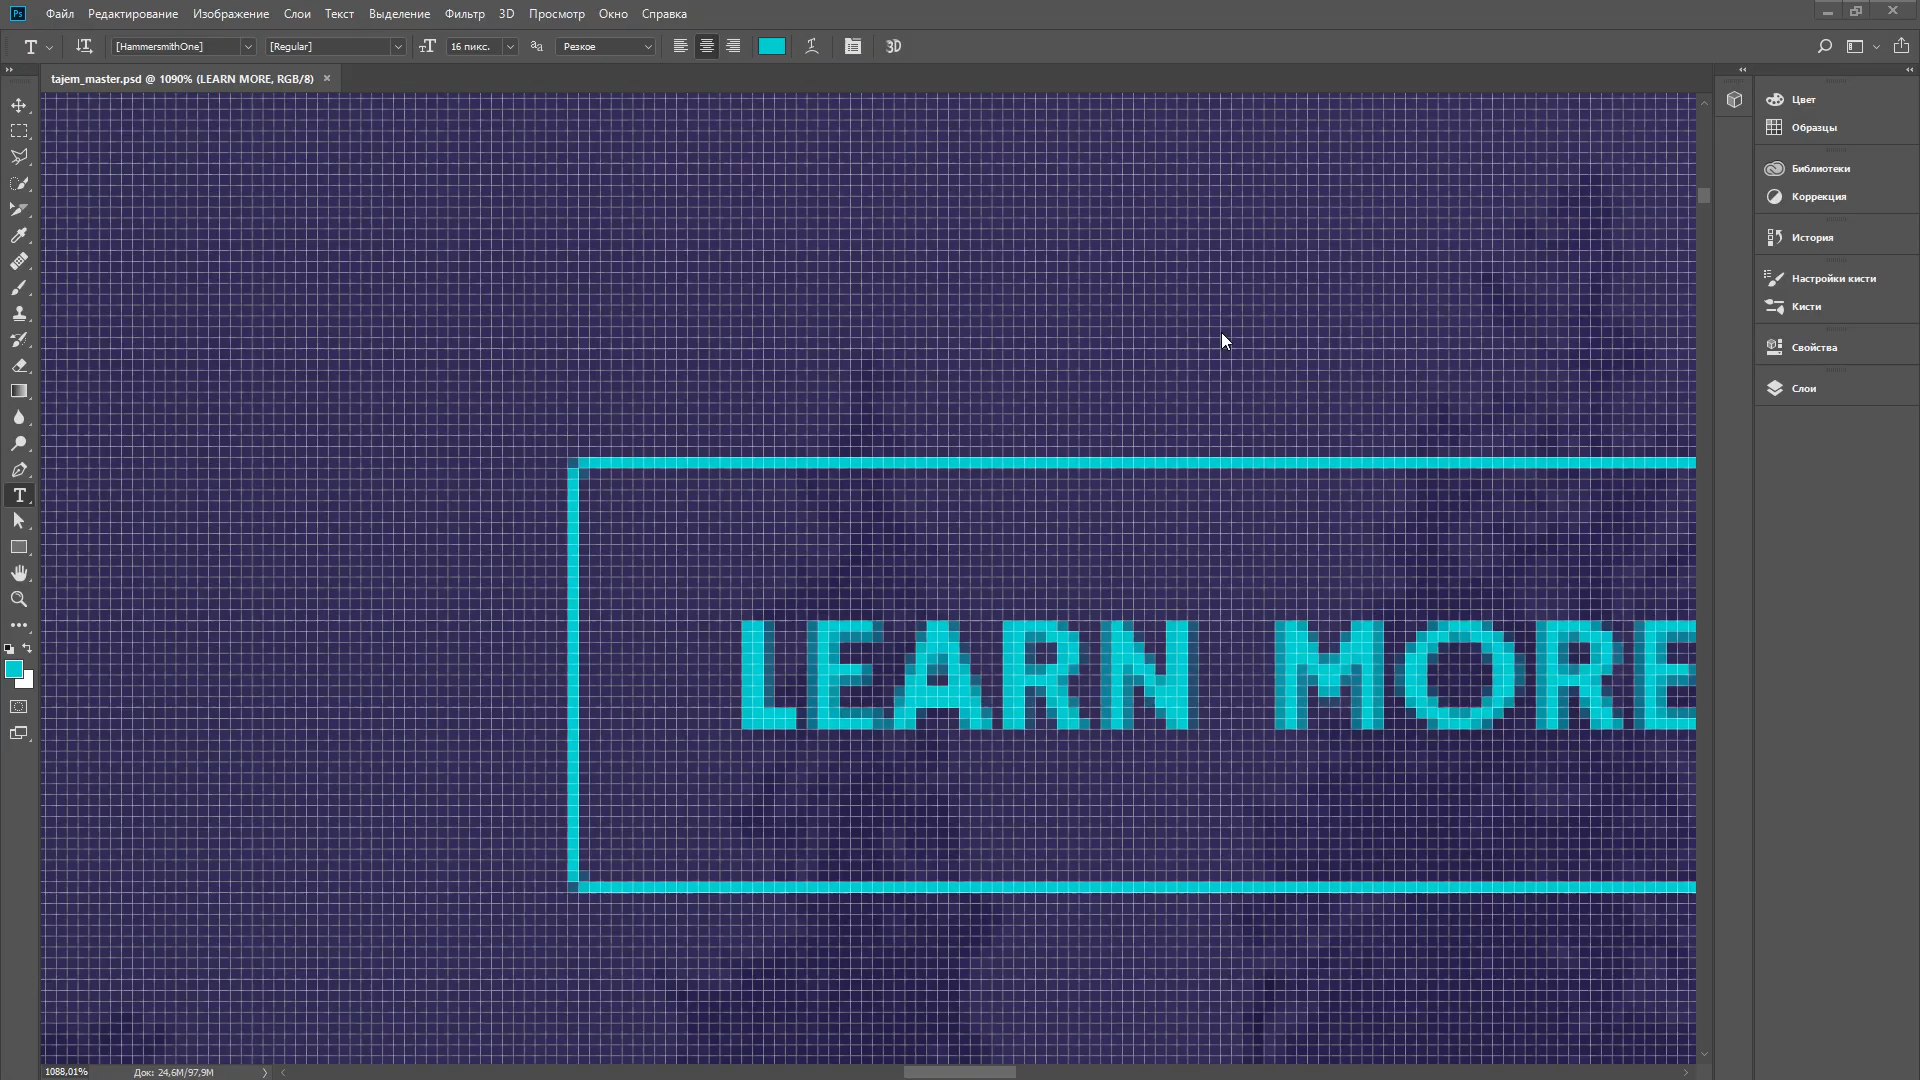 Ps Файл Редактирование Изображение Слои Текст Выделение Фильтр 3D Просмотр Окно Справка
T [HammersmithOne] [Regular] 16 пикс. aа Резкое 3D
tajem_master.psd @ 1090% (LEARN MORE, RGB/8) ×
Цвет
Образцы
Библиотеки
Коррекция
История
Настройки кисти
Кисти
Свойства
Слои
LEARN MORE
1088,01% Док: 24,6M/97,9M